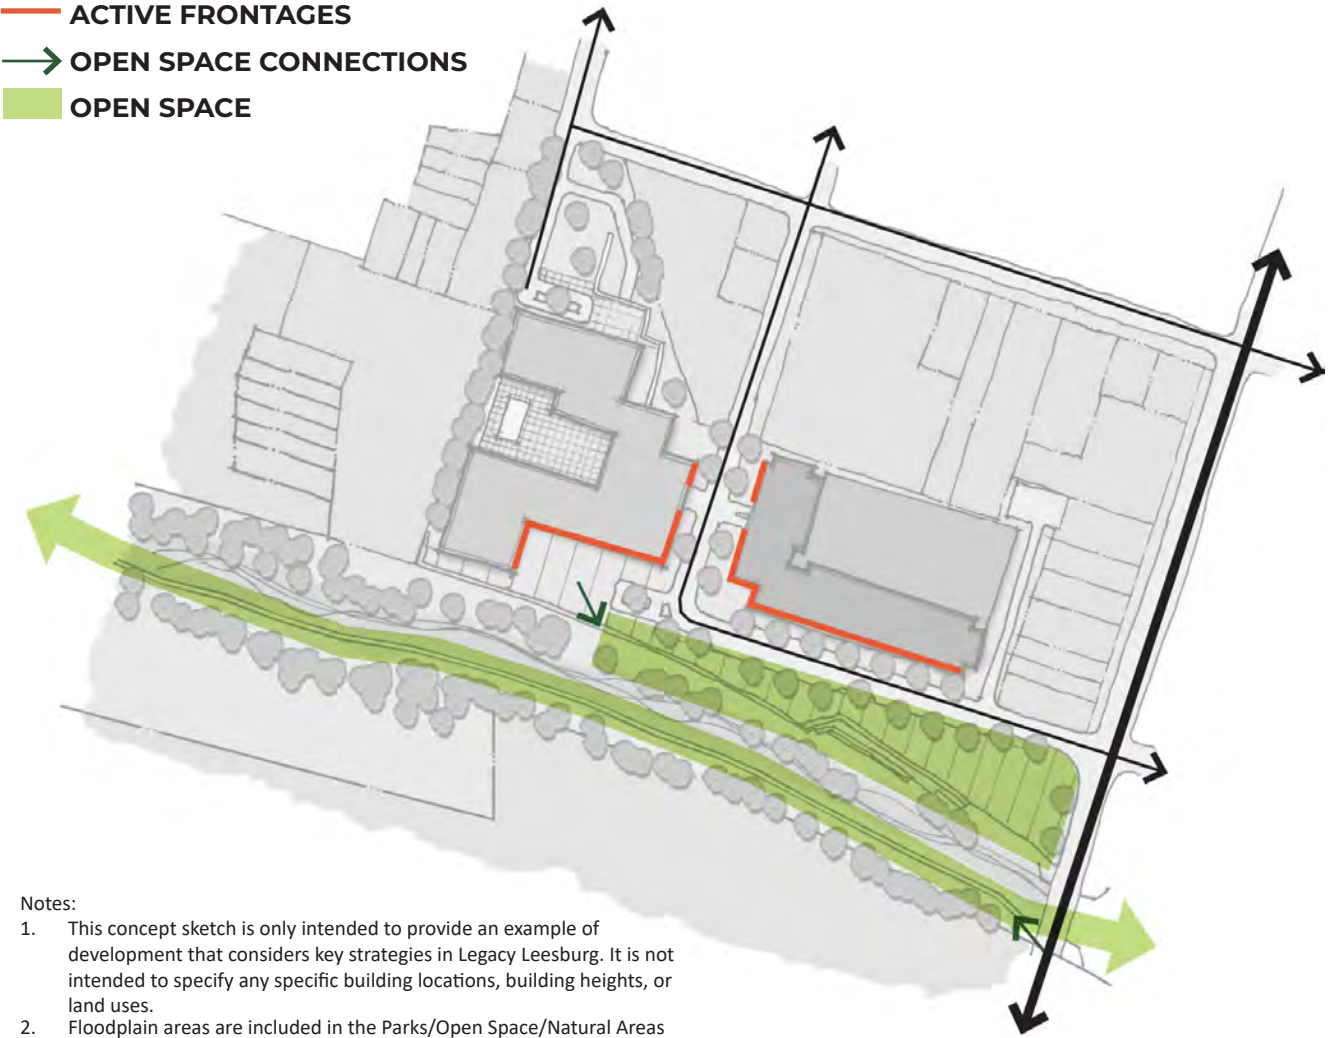 ACTIVE FRONTAGES
OPEN SPACE CONNECTIONS
OPEN SPACE
Notes:
1. This concept sketch is only intended to provide an example of
development that considers key strategies in Legacy Leesburg. It is not
intended to specify any specific building locations, building heights, or
land uses.
2. Floodplain areas are included in the Parks/Open Space/Natural Areas